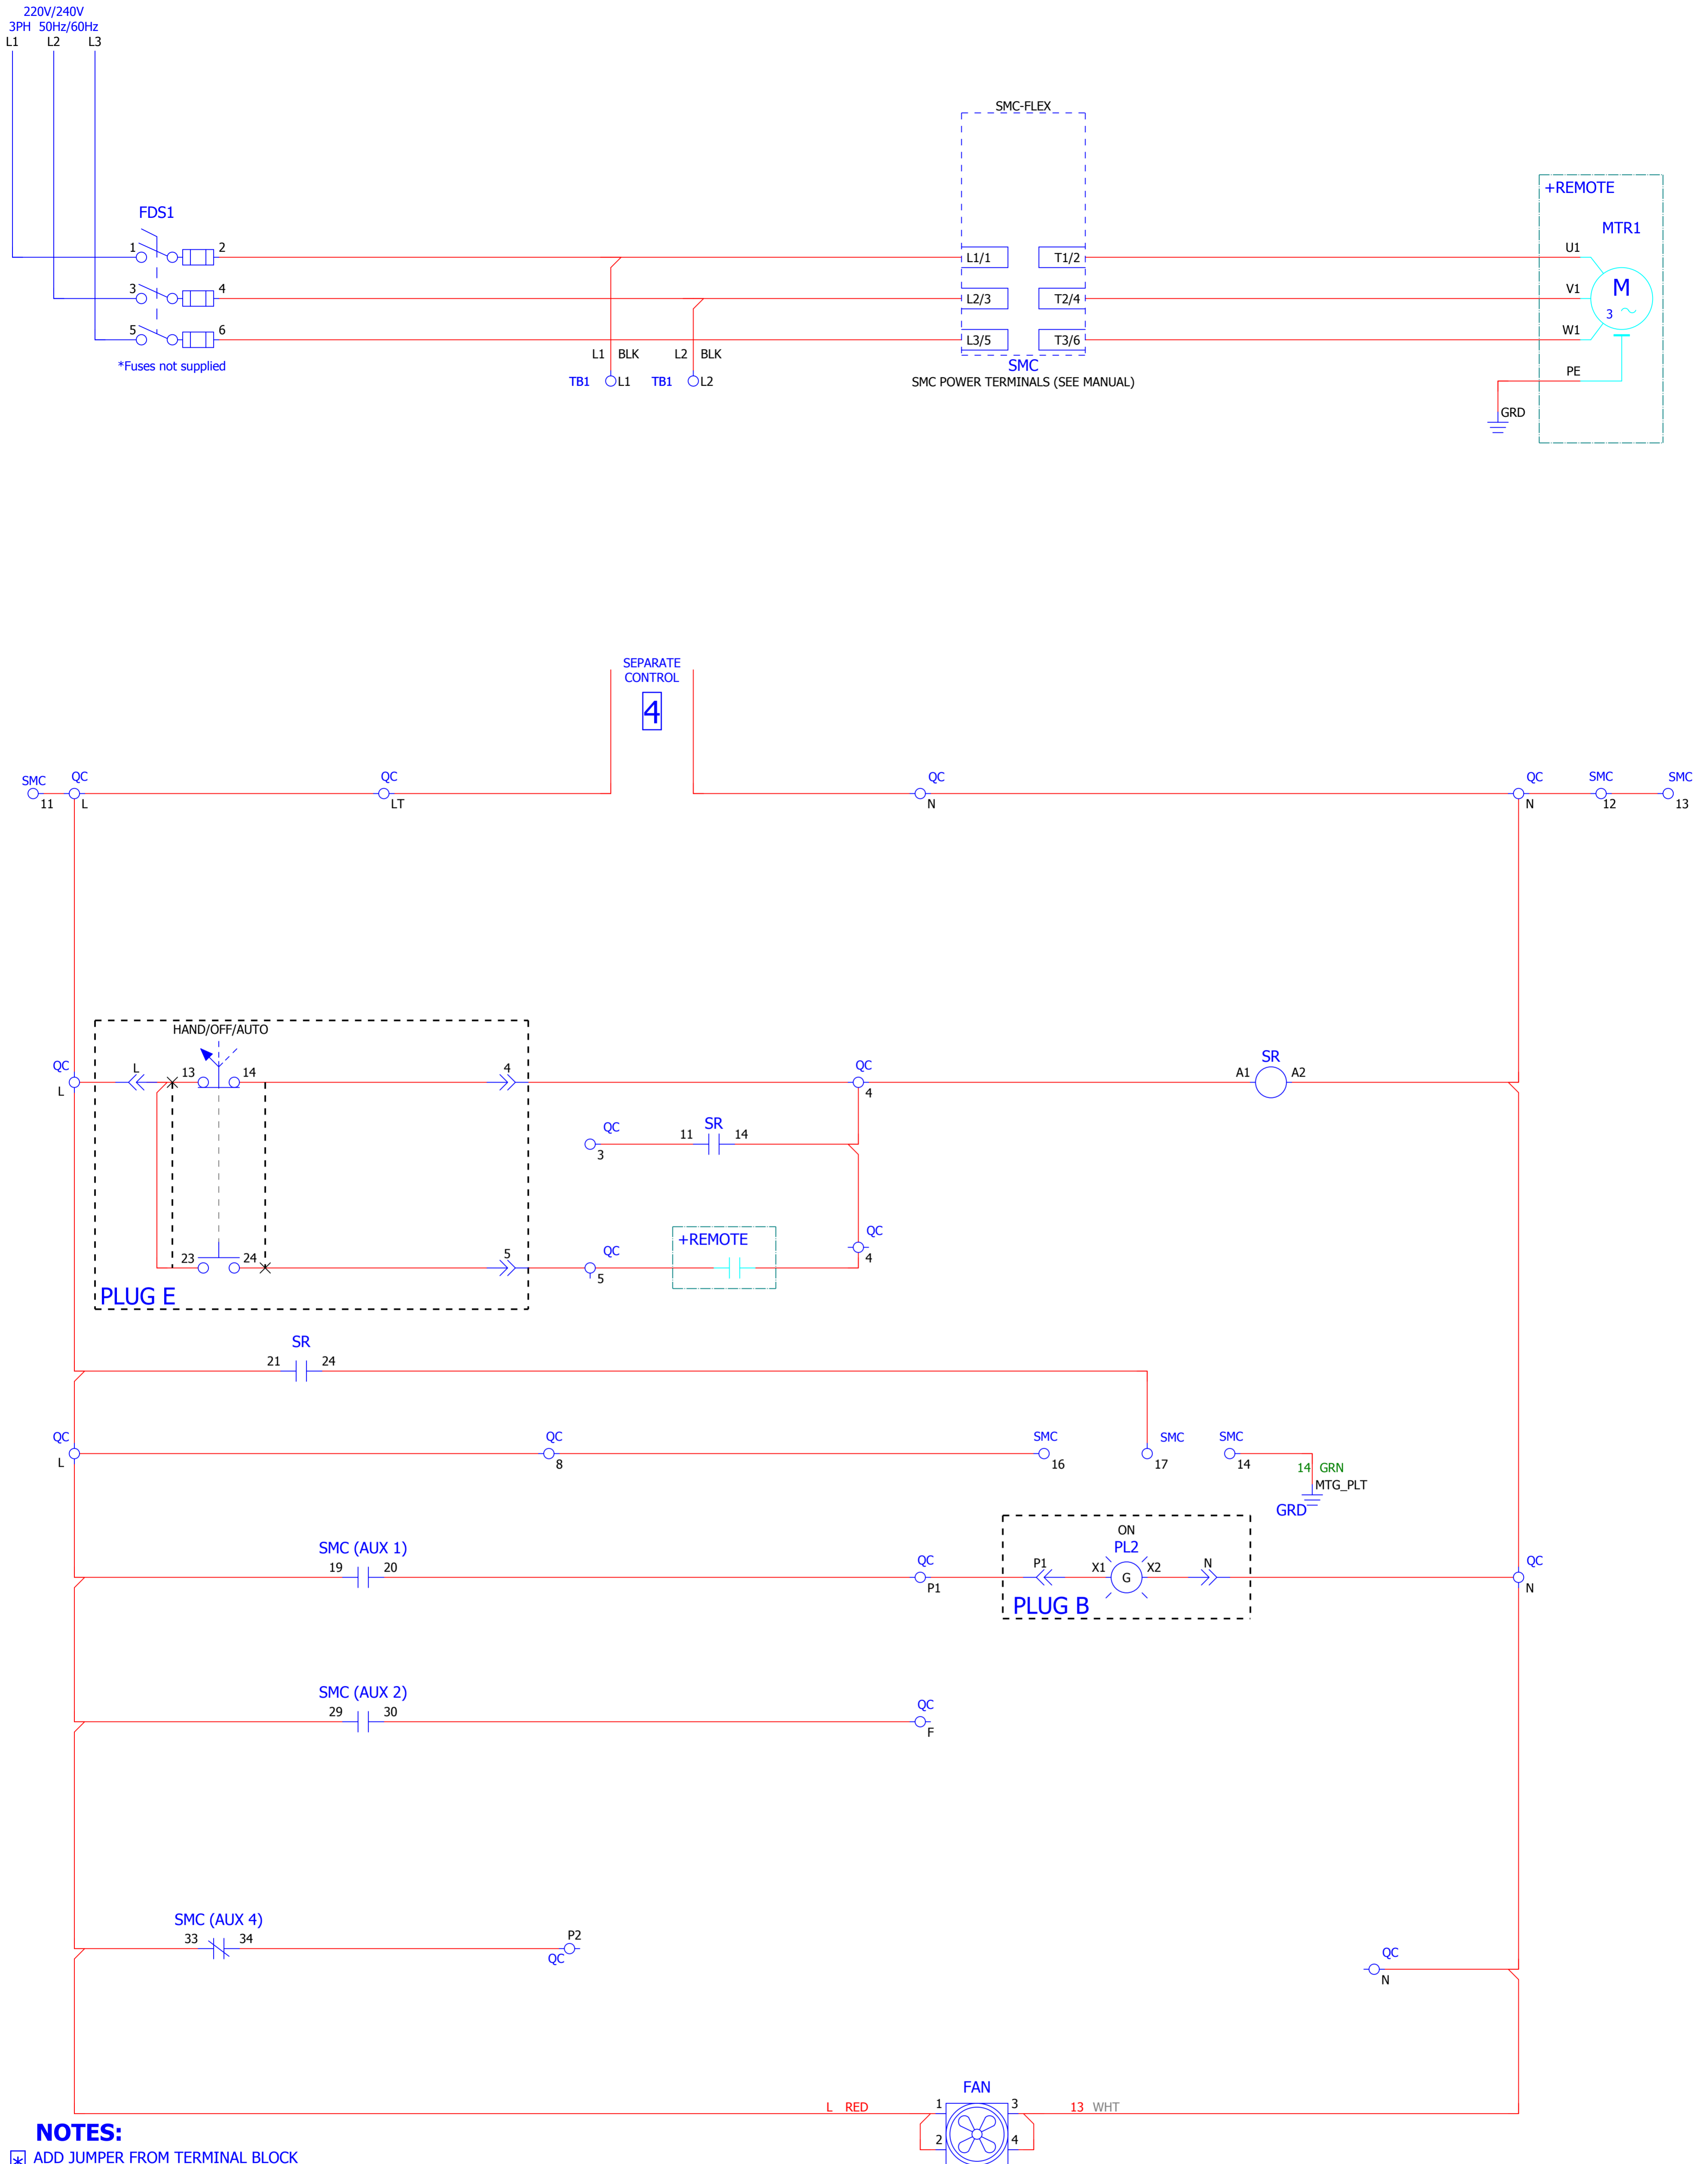 220V/240V
3PH 50Hz/60Hz
L1 L2 L3
SMC-FLEX
+REMOTE
MTR1
FDS1
1 2 L1/1 T1/2 U1
3 4 L2/3 T2/4 V1 M
3
5 6 L3/5 T3/6 W1
*Fuses not supplied
L1 BLK L2 BLK
SMC
TB1 L1 TB1 L2
SMC POWER TERMINALS (SEE MANUAL)
PE
GRD
SEPARATE
CONTROL
4
SMC QC QC QC QC SMC SMC
11 L LT N N 12 13
HAND/OFF/AUTO
QC L 13 14 4 QC A1 SR A2
L 4
QC 11 SR 14
3
+REMOTE
QC
4
23 24 5 QC
5
PLUG E
SR
21 24
QC QC SMC SMC SMC
L 8 16 17 14
14 GRN
MTG_PLT
GRD
SMC (AUX 1)
19 20
ON
PL2
QC P1 X1 G X2 N QC
P1 N
PLUG B
SMC (AUX 2)
29 30 QC
F
SMC (AUX 4)
33 34 P2
QC
QC
N
FAN
L RED 1 3 13 WHT
2 4
NOTES:
* ADD JUMPER FROM TERMINAL BLOCK